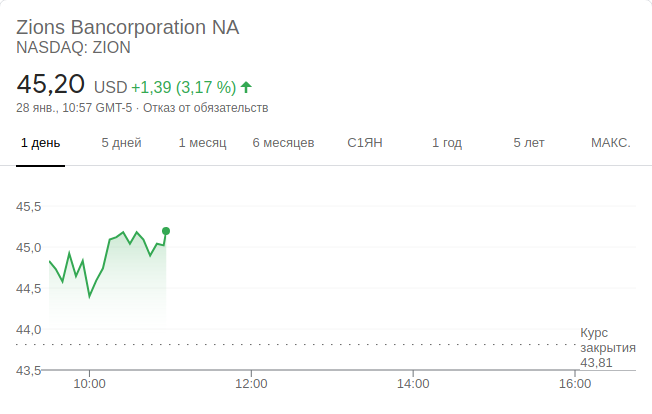 Zions Bancorporation NA
NASDAQ: ZION
45,20 USD +1,39 (3,17 %)
28 янв., 10:57 GMT-5 · Отказ от обязательств
1 день 5 дней 1 месяц 6 месяцев С1ЯН 1 год 5 лет МАКС.
45,5
45,0
44,5
44,0
Курс
закрытия
43,81
43,5
10:00 12:00 14:00 16:00